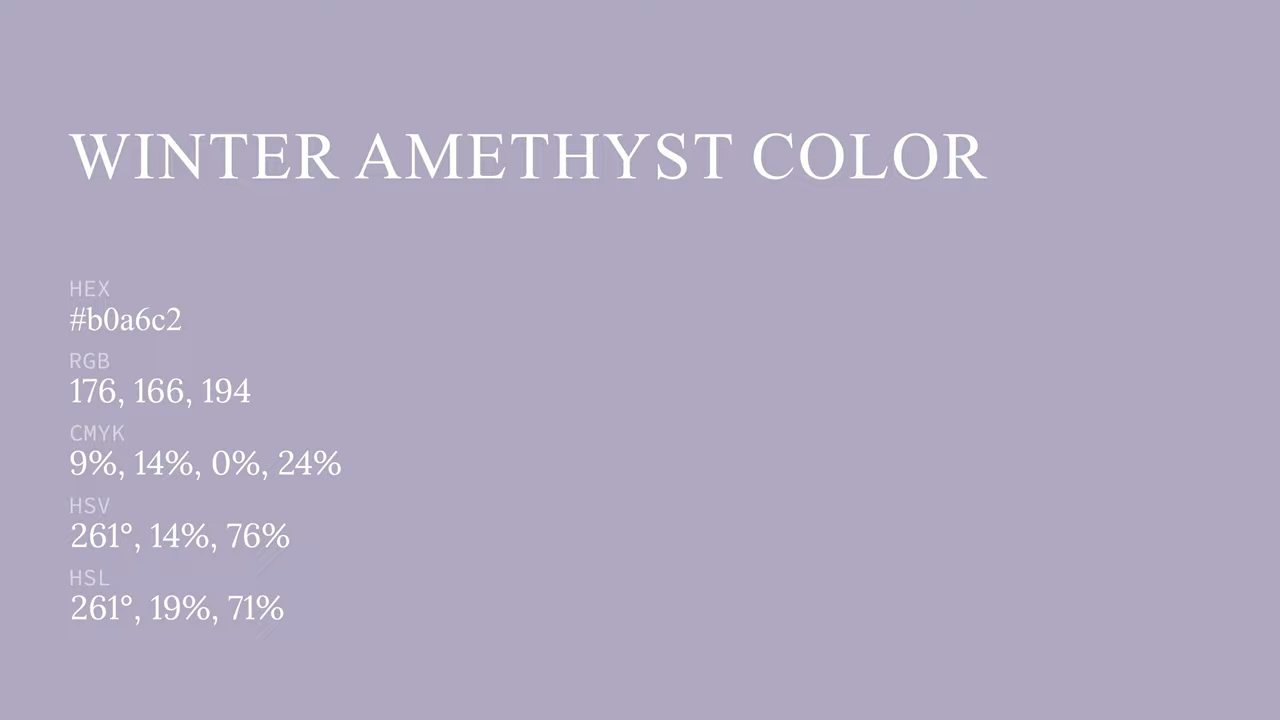 WINTER AMETHYST COLOR
HEX
#b0a6c2
RGB
176, 166, 194
CMYK
9%, 14%, 0%, 24%
HSV
261°, 14%, 76%
HSL
261°, 19%, 71%